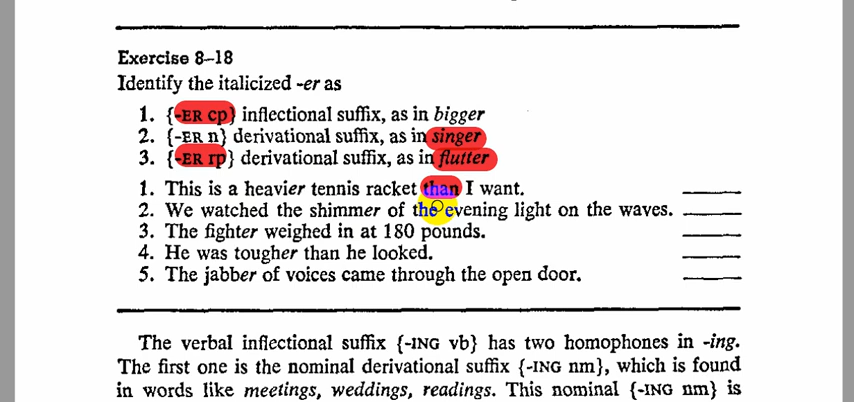 Exercise 8–18
Identify the italicized -er as
1. {-ER cp} inflectional suffix, as in bigger
2. {-ER n} derivational suffix, as in singer
3. {-ER rp} derivational suffix, as in flutter
1. This is a heavier tennis racket than I want. ______
2. We watched the shimmer of the evening light on the waves. ______
3. The fighter weighed in at 180 pounds. ______
4. He was tougher than he looked. ______
5. The jabber of voices came through the open door. ______
The verbal inflectional suffix {-ING vb} has two homophones in -ing.
The first one is the nominal derivational suffix {-ING nm}, which is found
in words like meetings, weddings, readings. This nominal {-ING nm} is